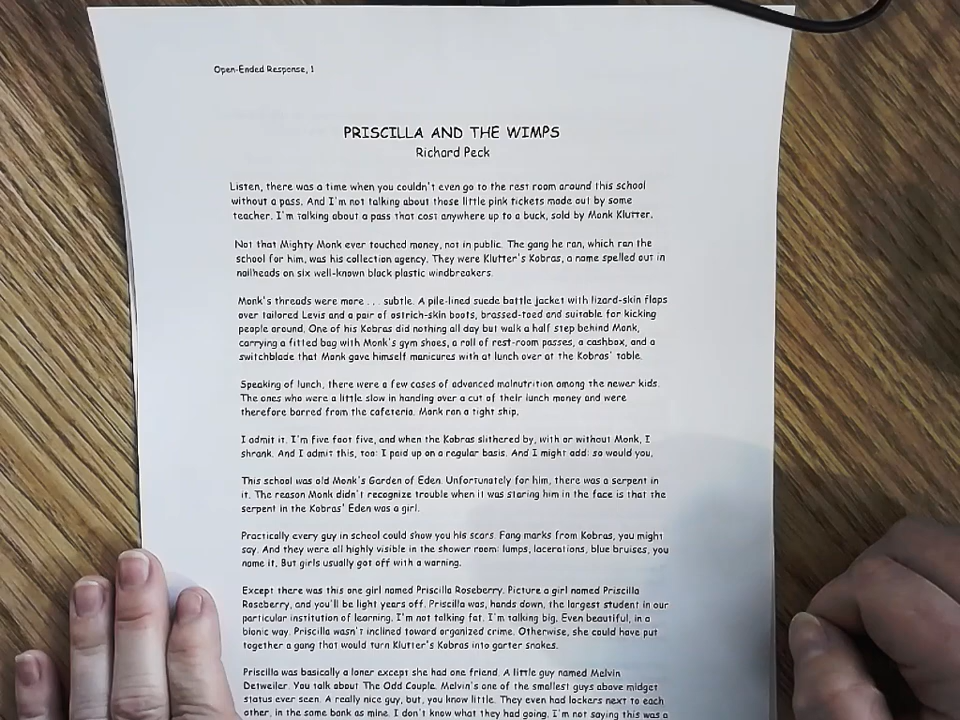 Open-Ended Response, 1
PRISCILLA AND THE WIMPS
Richard Peck
Listen, there was a time when you couldn't even go to the rest room around this school
without a pass. And I'm not talking about those little pink tickets made out by some
teacher. I'm talking about a pass that cost anywhere up to a buck, sold by Monk Klutter.
Not that Mighty Monk ever touched money, not in public. The gang he ran, which ran the
school for him, was his collection agency. They were Klutter's Kobras, a name spelled out in
nailheads on six well-known black plastic windbreakers.
Monk's threads were more . . . subtle. A pile-lined suede battle jacket with lizard-skin flaps
over tailored Levis and a pair of ostrich-skin boots, brassed-toed and suitable for kicking
people around. One of his Kobras did nothing all day but walk a half step behind Monk,
carrying a fitted bag with Monk's gym shoes, a roll of rest-room passes, a cashbox, and a
switchblade that Monk gave himself manicures with at lunch over at the Kobras' table.
Speaking of lunch, there were a few cases of advanced malnutrition among the newer kids.
The ones who were a little slow in handing over a cut of their lunch money and were
therefore barred from the cafeteria. Monk ran a tight ship.
I admit it. I'm five foot five, and when the Kobras slithered by, with or without Monk, I
shrank. And I admit this, too: I paid up on a regular basis. And I might add: so would you.
This school was old Monk's Garden of Eden. Unfortunately for him, there was a serpent in
it. The reason Monk didn't recognize trouble when it was staring him in the face is that the
serpent in the Kobras' Eden was a girl.
Practically every guy in school could show you his scars. Fang marks from Kobras, you might
say. And they were all highly visible in the shower room: lumps, lacerations, blue bruises, you
name it. But girls usually got off with a warning.
Except there was this one girl named Priscilla Roseberry. Picture a girl named Priscilla
Roseberry, and you'll be light years off. Priscilla was, hands down, the largest student in our
particular institution of learning. I'm not talking fat. I'm talking big. Even beautiful, in a
bionic way. Priscilla wasn't inclined toward organized crime. Otherwise, she could have put
together a gang that would turn Klutter's Kobras into garter snakes.
Priscilla was basically a loner except she had one friend. A little guy named Melvin
Detweiler. You talk about The Odd Couple. Melvin's one of the smallest guys above midget
status ever seen. A really nice guy, but, you know little. They even had lockers next to each
other, in the same bank as mine. I don't know what they had going. I'm not saying this was a